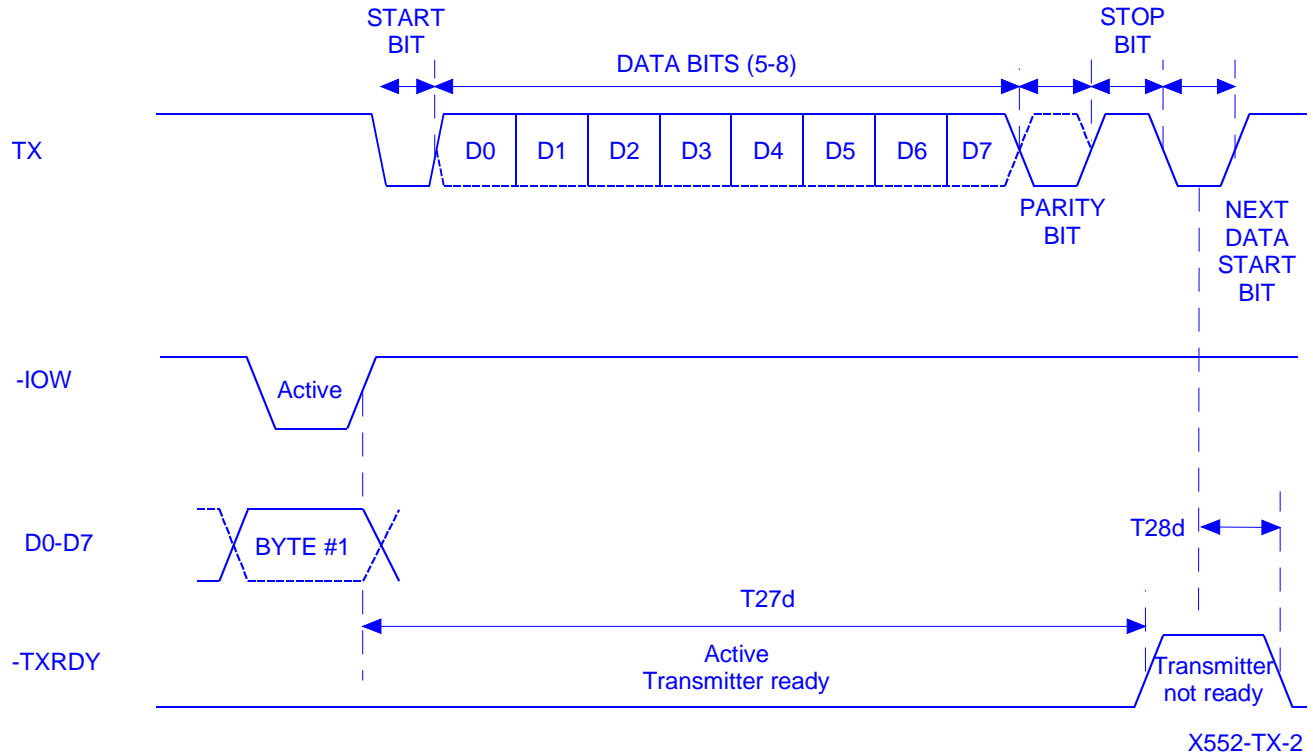 START
BIT
DATA BITS (5-8)
STOP
BIT
TX
D0 D1 D2 D3 D4 D5 D6 D7
PARITY
BIT
NEXT
DATA
START
BIT
-IOW
Active
D0-D7
BYTE #1
T28d
T27d
-TXRDY
Active
Transmitter ready
Transmitter
not ready
X552-TX-2